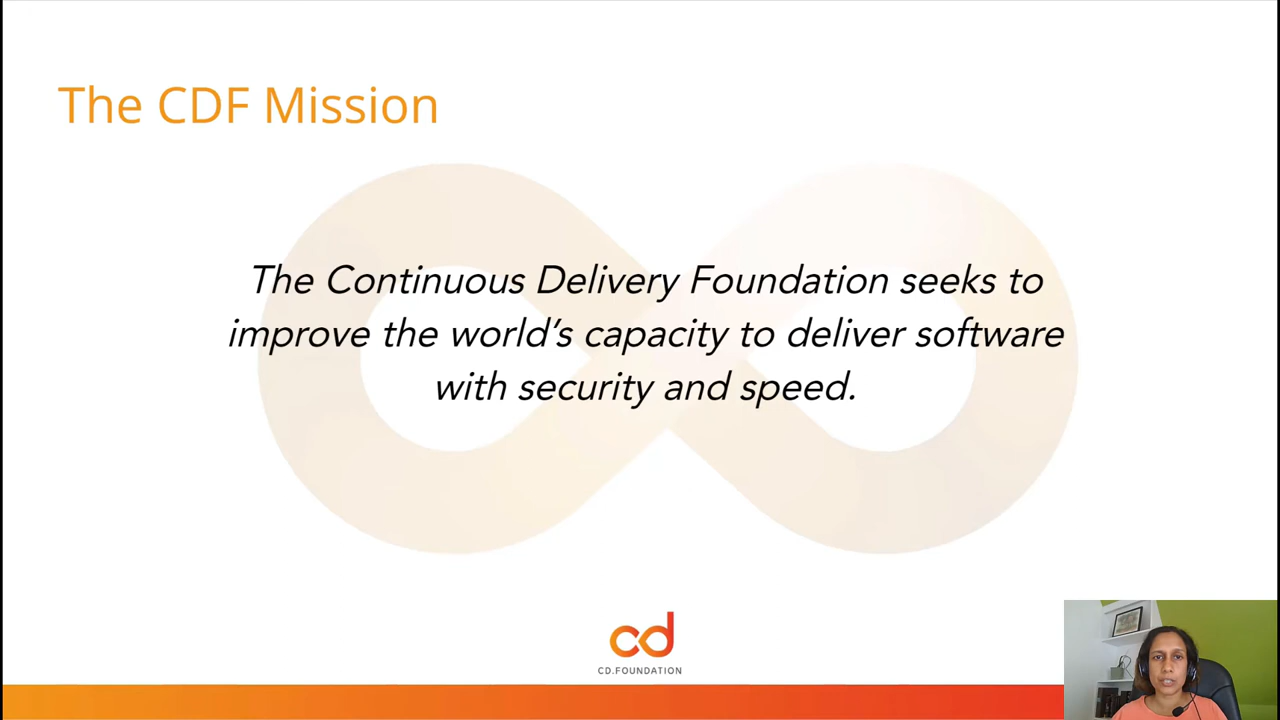 The CDF Mission
The Continuous Delivery Foundation seeks to
improve the world’s capacity to deliver software
with security and speed.
cd
CD.FOUNDATION